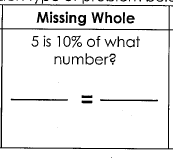 Missing Whole
5 is 10% of what
number?
=